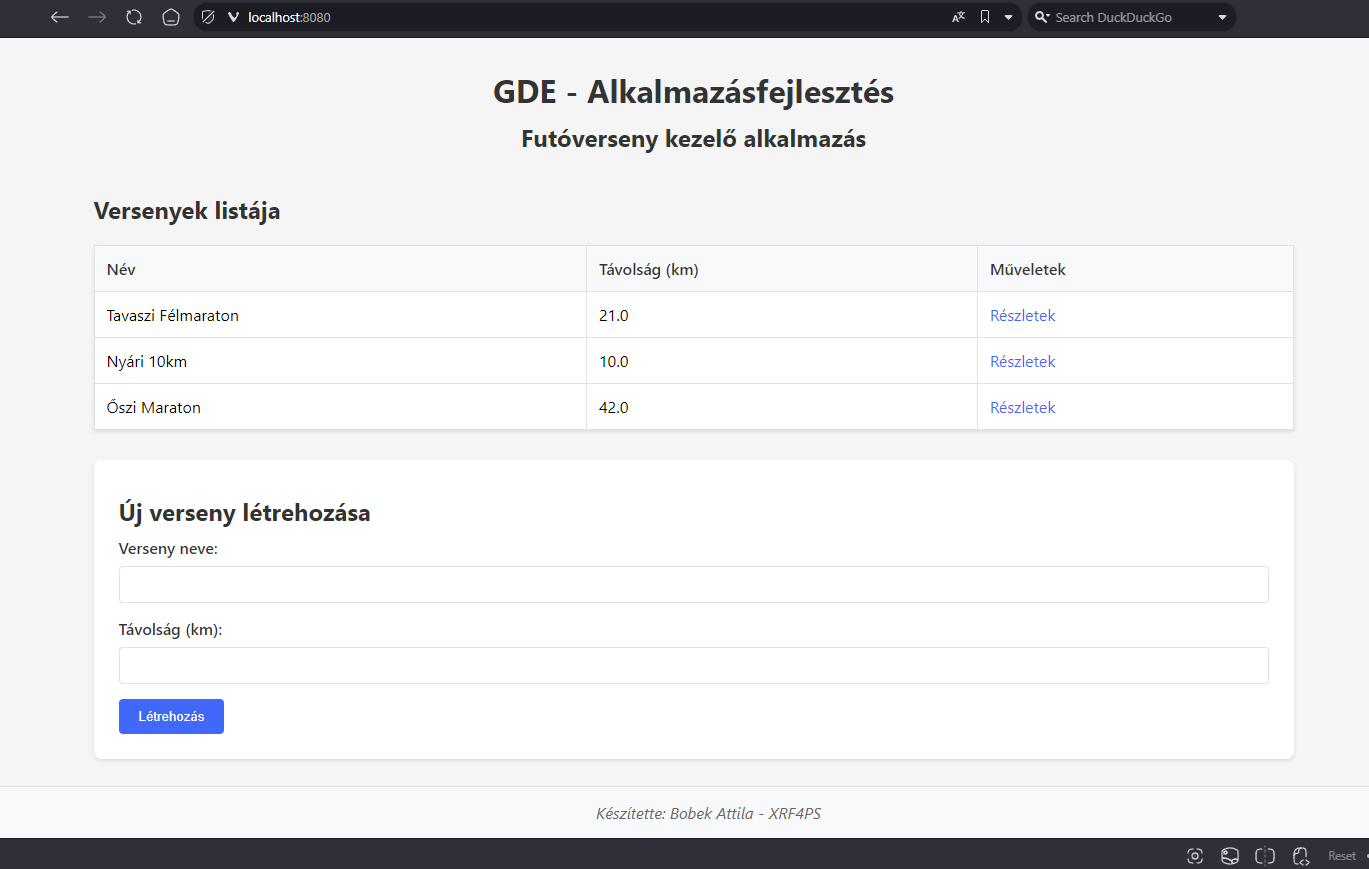 localhost:8080
Search DuckDuckGo
GDE - Alkalmazásfejlesztés
Futóverseny kezelő alkalmazás
Versenyek listája
Név Távolság (km) Műveletek
Tavaszi Félmaraton 21.0 Részletek
Nyári 10km 10.0 Részletek
Őszi Maraton 42.0 Részletek
Új verseny létrehozása
Verseny neve:
Távolság (km):
Létrehozás
Készítette: Bobek Attila - XRF4PS
Reset